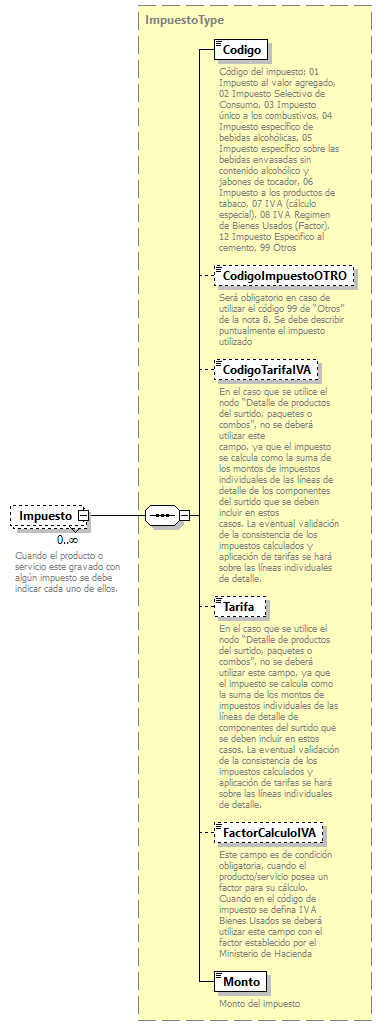 ImpuestoType
Codigo
Código del impuesto: 01
Impuesto al valor agregado,
02 Impuesto Selectivo de
Consumo, 03 Impuesto
único a los combustivos, 04
Impuesto específico de
bebidas alcohólicas, 05
Impuesto específico sobre las
bebidas envasadas sin
contenido alcohólico y
jabones de tocador, 06
Impuesto a los productos de
tabaco, 07 IVA (cálculo
especial), 08 IVA Regimen
de Bienes Usados (Factor),
12 Impuesto Especifico al
cemento, 99 Otros
CodigoImpuestoOTRO
Será obligatorio en caso de
utilizar el código 99 de “Otros”
de la nota 8. Se debe describir
puntualmente el impuesto
utilizado
CodigoTarifaIVA
En el caso que se utilice el
nodo “Detalle de productos
del surtido, paquetes o
combos”, no se deberá
utilizar este
campo, ya que el impuesto
se calcula como la suma de
los montos de impuestos
individuales de las líneas de
detalle de los componentes
del surtido que se deben
incluir en estos
casos. La eventual validación
de la consistencia de los
impuestos calculados y
aplicación de tarifas se hará
sobre las líneas individuales
de detalle.
Impuesto
0..∞
Cuando el producto o
servicio este gravado con
algún impuesto se debe
indicar cada uno de ellos.
Tarifa
En el caso que se utilice el
nodo “Detalle de productos
del surtido, paquetes o
combos”, no se deberá
utilizar este campo, ya que
el impuesto se calcula como
la suma de los montos de
impuestos individuales de las
líneas de detalle de
componentes del surtido que
se deben incluir en estos
casos. La eventual validación
de la consistencia de los
impuestos calculados y
aplicación de tarifas se hará
sobre las líneas individuales
de detalle.
FactorCalculoIVA
Este campo es de condición
obligatoria, cuando el
producto/servicio posea un
factor para su cálculo.
Cuando en el código de
impuesto se defina IVA
Bienes Usados se deberá
utilizar este campo con el
factor establecido por el
Ministerio de Hacienda
Monto
Monto del impuesto